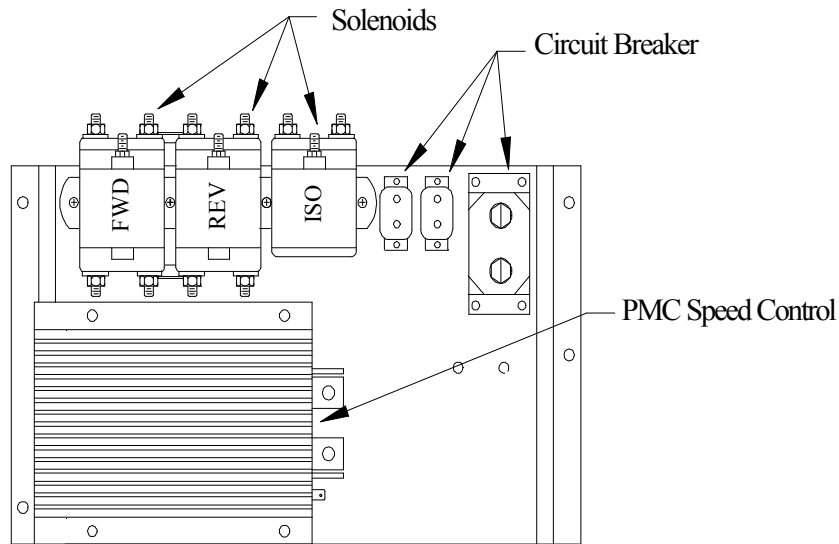 Solenoids
Circuit Breaker
FWD
REV
ISO
PMC Speed Control